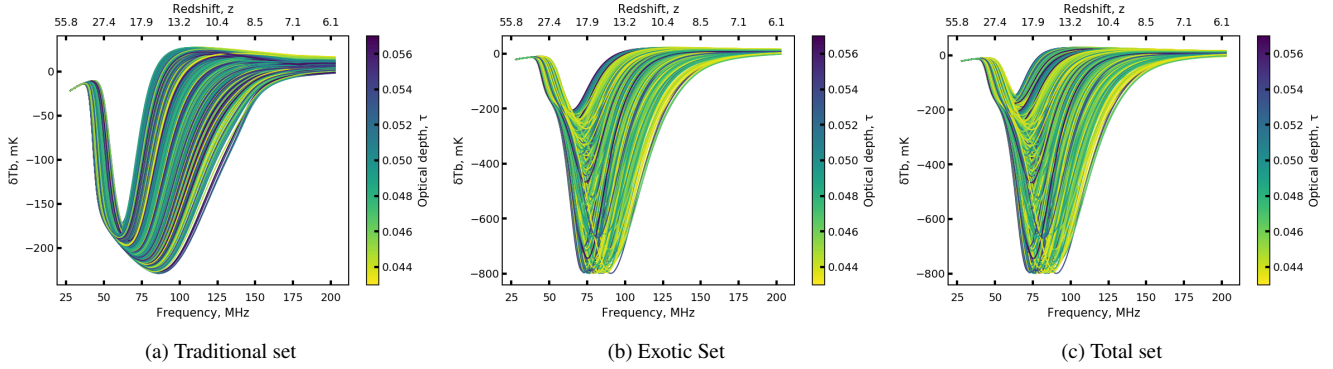 Redshift, z
55.8 27.4 17.9 13.2 10.4 8.5 7.1 6.1
δTb, mK
0
−50
−100
−150
−200
25 50 75 100 125 150 175 200
Frequency, MHz
0.056
0.054
0.052
0.050
0.048
0.046
0.044
Optical depth, τ
(a) Traditional set
Redshift, z
55.8 27.4 17.9 13.2 10.4 8.5 7.1 6.1
δTb, mK
0
−200
−400
−600
−800
25 50 75 100 125 150 175 200
Frequency, MHz
0.056
0.054
0.052
0.050
0.048
0.046
0.044
Optical depth, τ
(b) Exotic Set
Redshift, z
55.8 27.4 17.9 13.2 10.4 8.5 7.1 6.1
δTb, mK
0
−200
−400
−600
−800
25 50 75 100 125 150 175 200
Frequency, MHz
0.056
0.054
0.052
0.050
0.048
0.046
0.044
Optical depth, τ
(c) Total set